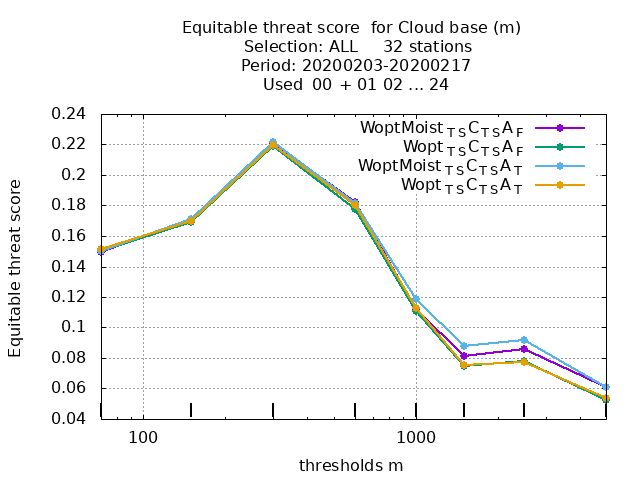 Equitable threat score for Cloud base (m)
Selection: ALL 32 stations
Period: 20200203-20200217
Used 00 + 01 02 ... 24
WoptMoist TS C TS A F
Wopt TS C TS A F
WoptMoist TS C TS A T
Wopt TS C TS A T
Equitable threat score
0.24
0.22
0.2
0.18
0.16
0.14
0.12
0.1
0.08
0.06
0.04
100 1000
thresholds m